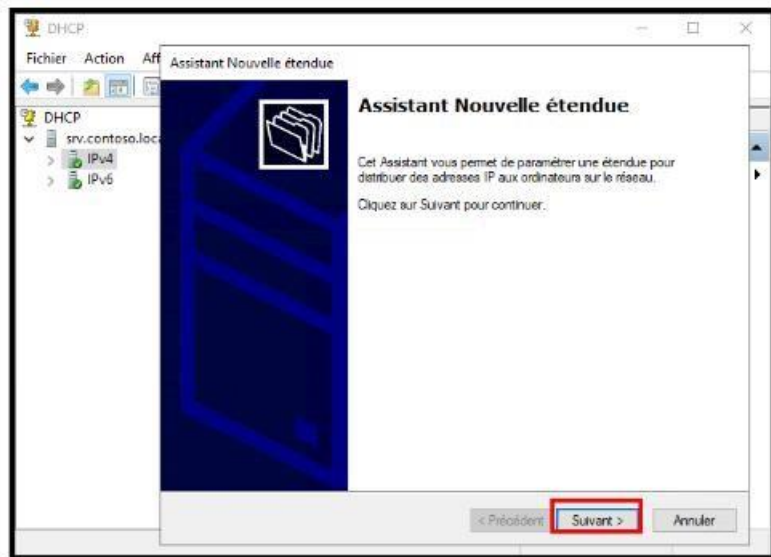 DHCP
Fichier Action Aff
Assistant Nouvelle étendue
DHCP
srv.contoso.loca
IPv4
IPv6
Assistant Nouvelle étendue
Cet Assistant vous permet de paramétrer une étendue pour
distribuer des adresses IP aux ordinateurs sur le réseau.
Cliquez sur Suivant pour continuer.
< Précédent Suivant > Annuler